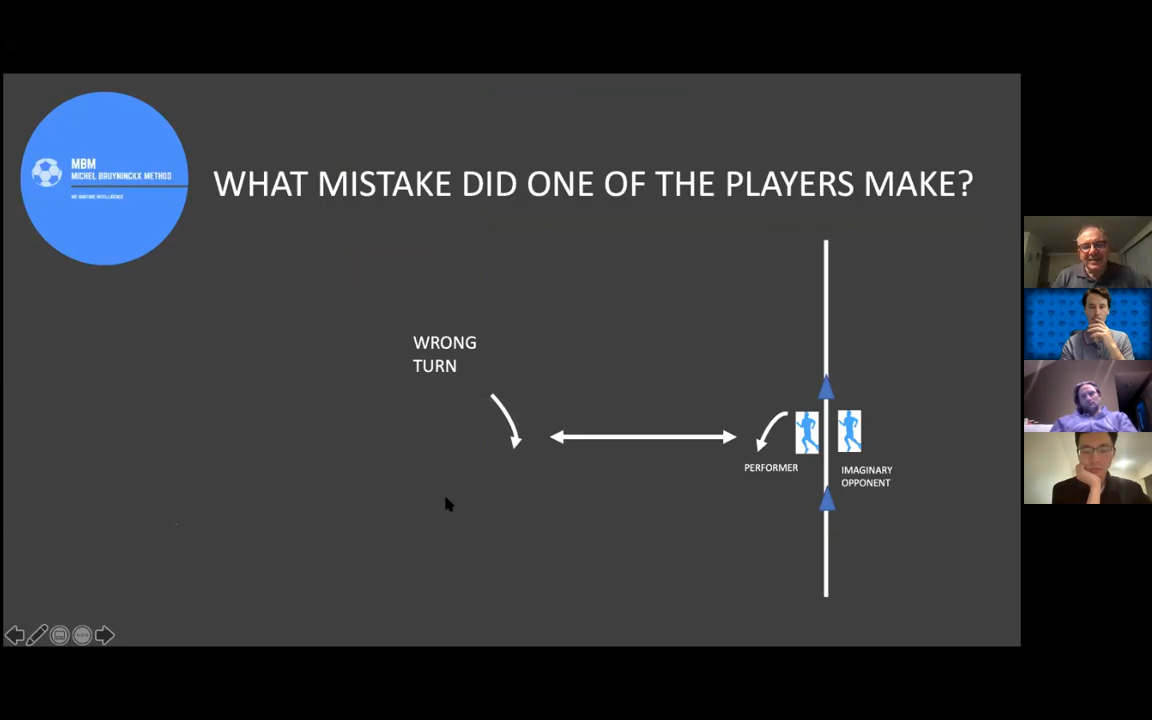 MBM
MICHEL BRUYNINCKX METHOD
WHAT MISTAKE DID ONE OF THE PLAYERS MAKE?
WRONG
TURN
PERFORMER
IMAGINARY
OPPONENT